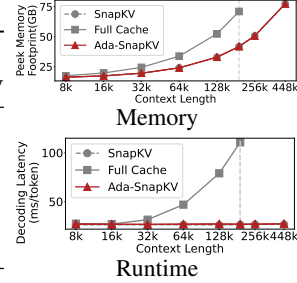 Peek Memory
Footprint(GB)
75
50
25
SnapKV
Full Cache
Ada-SnapKV
8k 16k 32k 64k 128k 256k 448k
Context Length
Memory
Decoding Latency
(ms/token)
100
50
SnapKV
Full Cache
Ada-SnapKV
8k 16k 32k 64k 128k 256k 448k
Context Length
Runtime